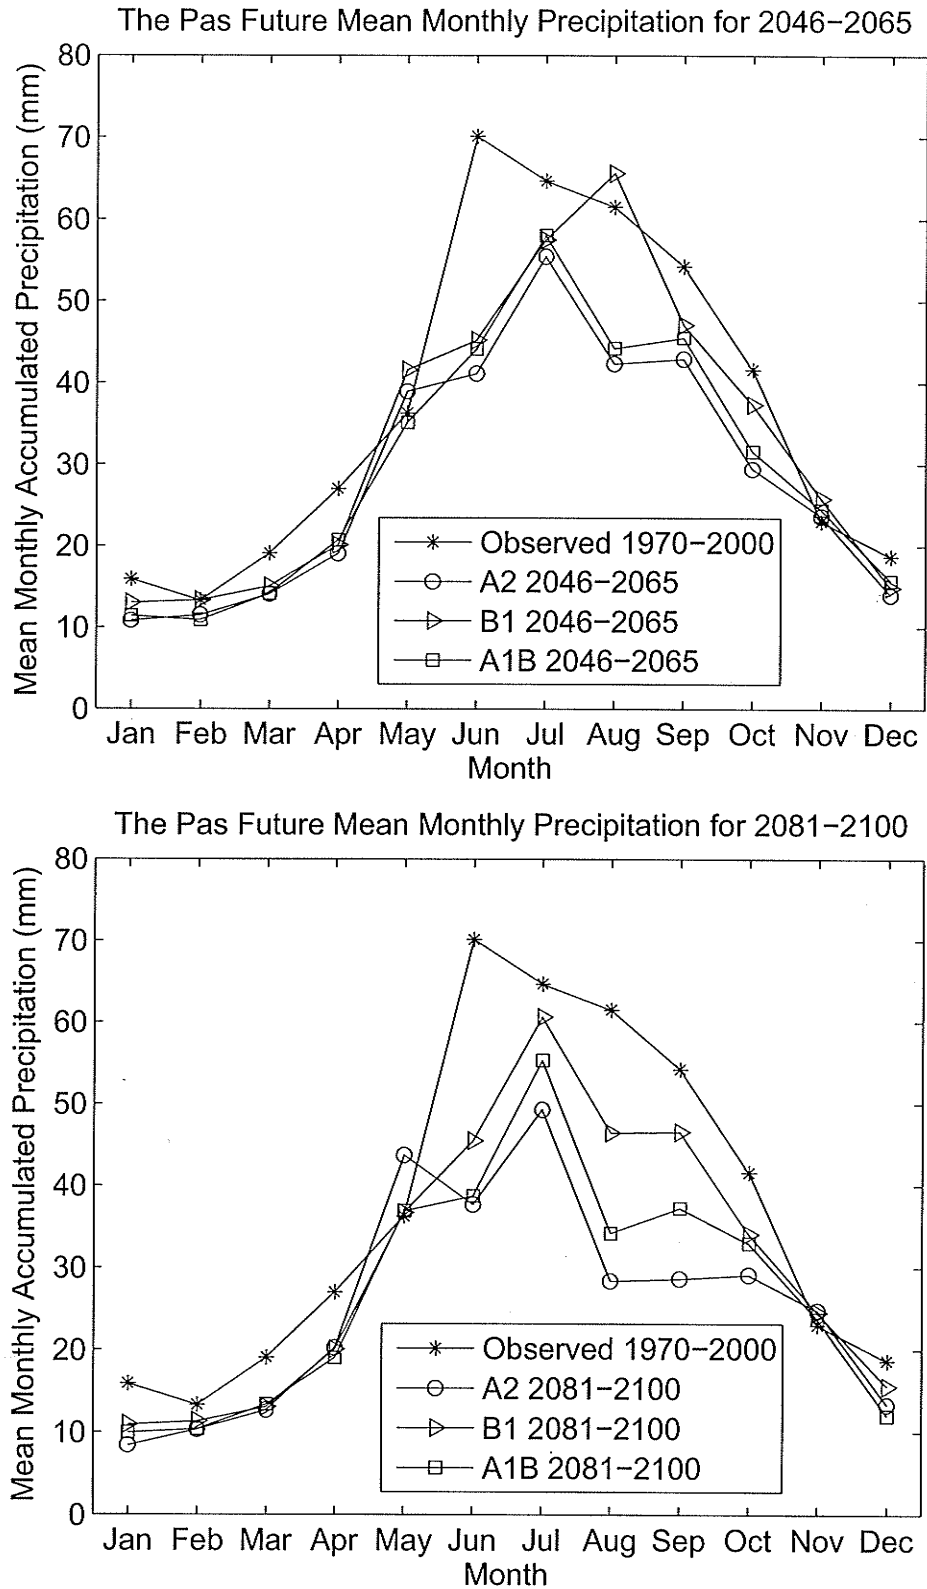 The Pas Future Mean Monthly Precipitation for 2046−2065
Mean Monthly Accumulated Precipitation (mm)
80
70
60
50
40
30
20
10
0
Observed 1970−2000
A2 2046−2065
B1 2046−2065
A1B 2046−2065
Jan Feb Mar Apr May Jun Jul Aug Sep Oct Nov Dec
Month
The Pas Future Mean Monthly Precipitation for 2081−2100
Mean Monthly Accumulated Precipitation (mm)
80
70
60
50
40
30
20
10
0
Observed 1970−2000
A2 2081−2100
B1 2081−2100
A1B 2081−2100
Jan Feb Mar Apr May Jun Jul Aug Sep Oct Nov Dec
Month